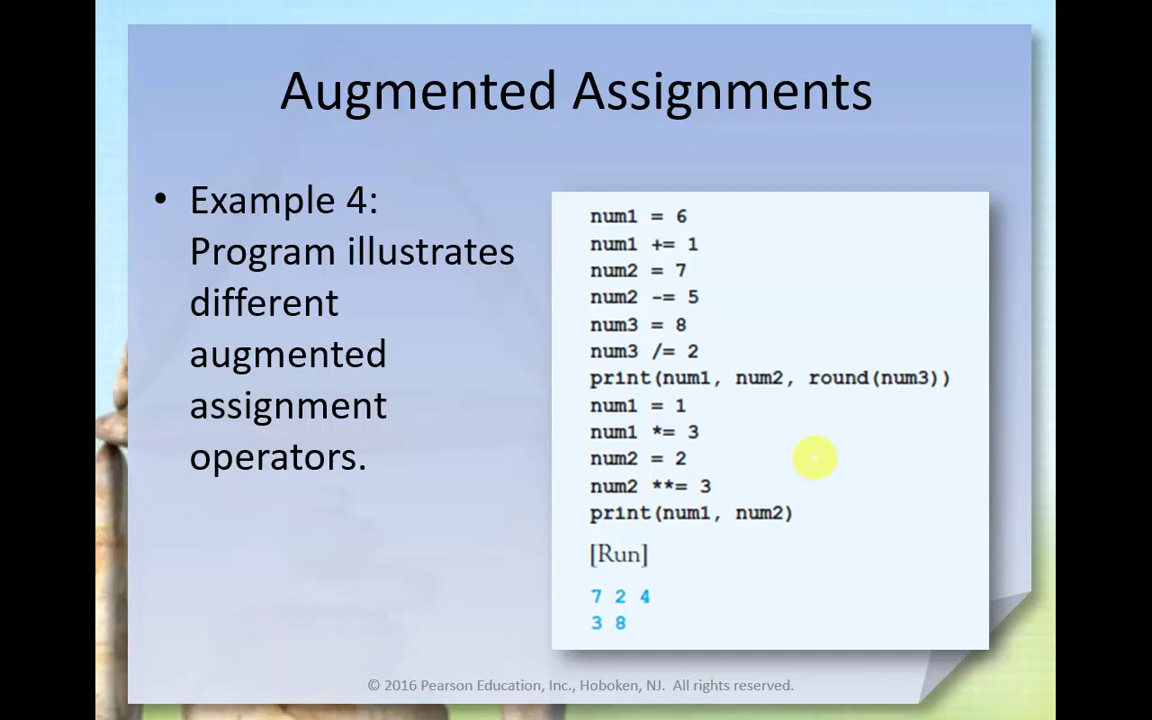 Augmented Assignments
• Example 4:
Program illustrates
different
augmented
assignment
operators.
num1 = 6
num1 += 1
num2 = 7
num2 -= 5
num3 = 8
num3 /= 2
print(num1, num2, round(num3))
num1 = 1
num1 *= 3
num2 = 2
num2 **= 3
print(num1, num2)
[Run]
7 2 4
3 8
© 2016 Pearson Education, Inc., Hoboken, NJ.  All rights reserved.